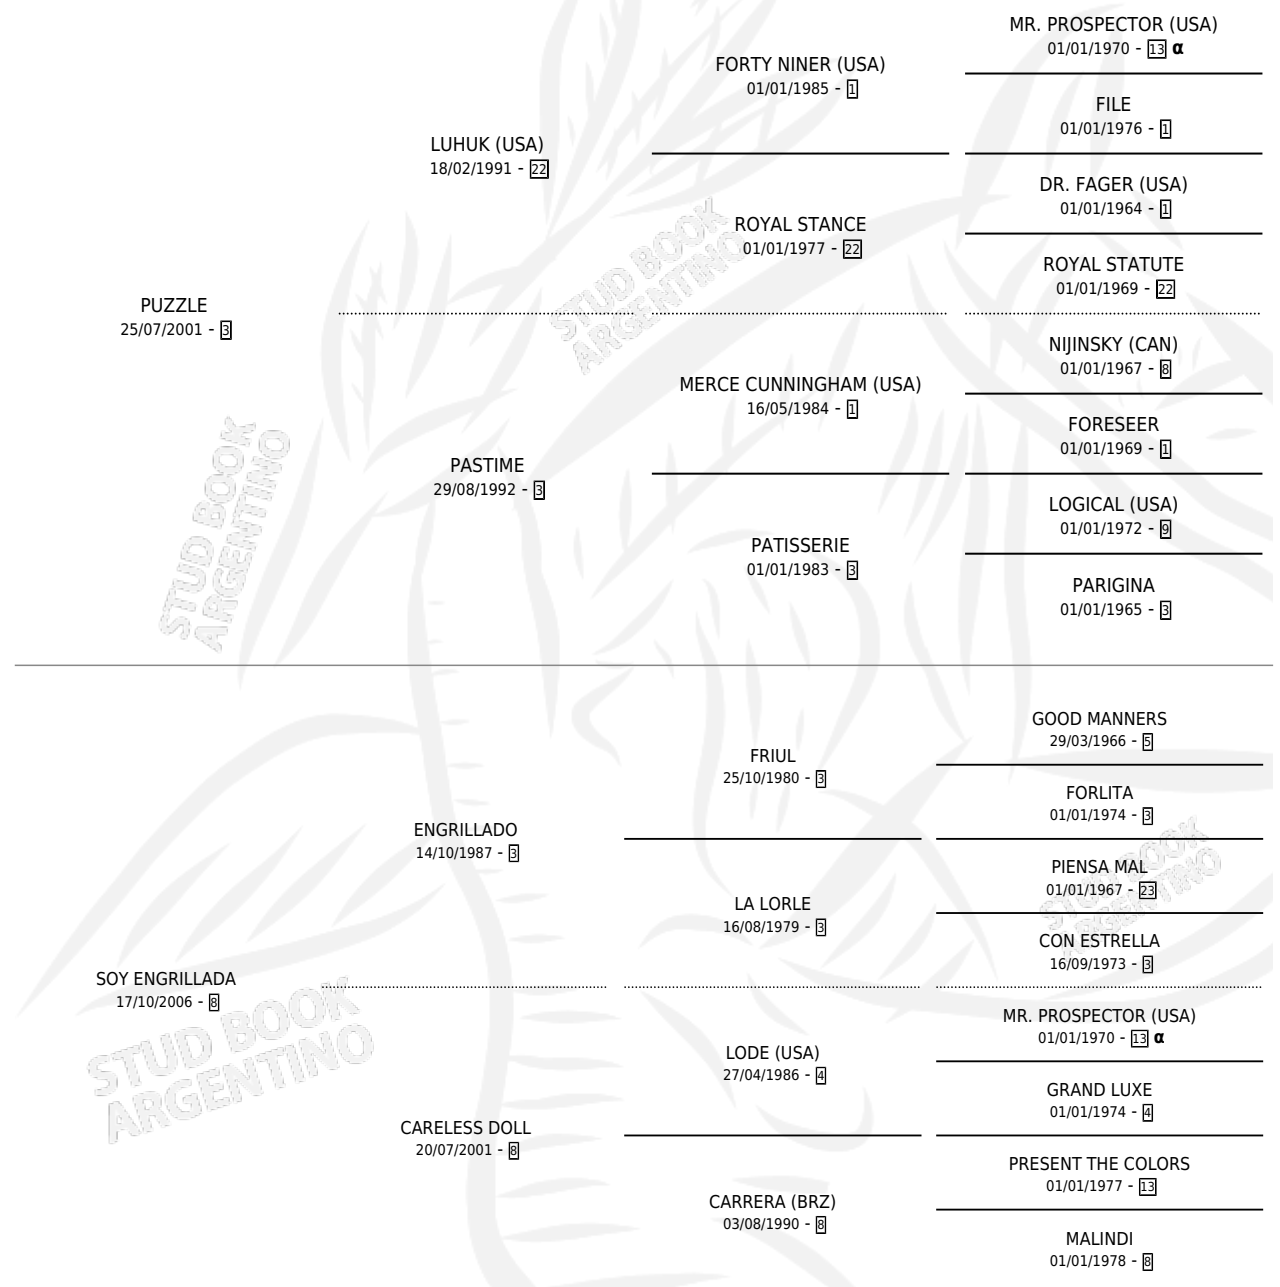 MR. PROSPECTOR (USA)
01/01/1970 - 13 α
FORTY NINER (USA)
01/01/1985 - 1
FILE
01/01/1976 - 1
LUHUK (USA)
18/02/1991 - 22
DR. FAGER (USA)
01/01/1964 - 1
ROYAL STANCE
01/01/1977 - 22
ROYAL STATUTE
01/01/1969 - 22
PUZZLE
25/07/2001 - 3
NIJINSKY (CAN)
01/01/1967 - 8
MERCE CUNNINGHAM (USA)
16/05/1984 - 1
FORESEER
01/01/1969 - 1
PASTIME
29/08/1992 - 3
LOGICAL (USA)
01/01/1972 - 9
PATISSERIE
01/01/1983 - 3
PARIGINA
01/01/1965 - 3
STUD BOOK
ARGENTINO
STUD BOOK
ARGENTINO
GOOD MANNERS
29/03/1966 - 5
FRIUL
25/10/1980 - 3
FORLITA
01/01/1974 - 3
ENGRILLADO
14/10/1987 - 3
PIENSA MAL
01/01/1967 - 23
LA LORLE
16/08/1979 - 3
CON ESTRELLA
16/09/1973 - 3
SOY ENGRILLADA
17/10/2006 - 8
MR. PROSPECTOR (USA)
01/01/1970 - 13 α
LODE (USA)
27/04/1986 - 4
GRAND LUXE
01/01/1974 - 4
CARELESS DOLL
20/07/2001 - 8
PRESENT THE COLORS
01/01/1977 - 13
CARRERA (BRZ)
03/08/1990 - 8
MALINDI
01/01/1978 - 8
STUD BOOK
ARGENTINO
STUD BOOK
ARGENTINO